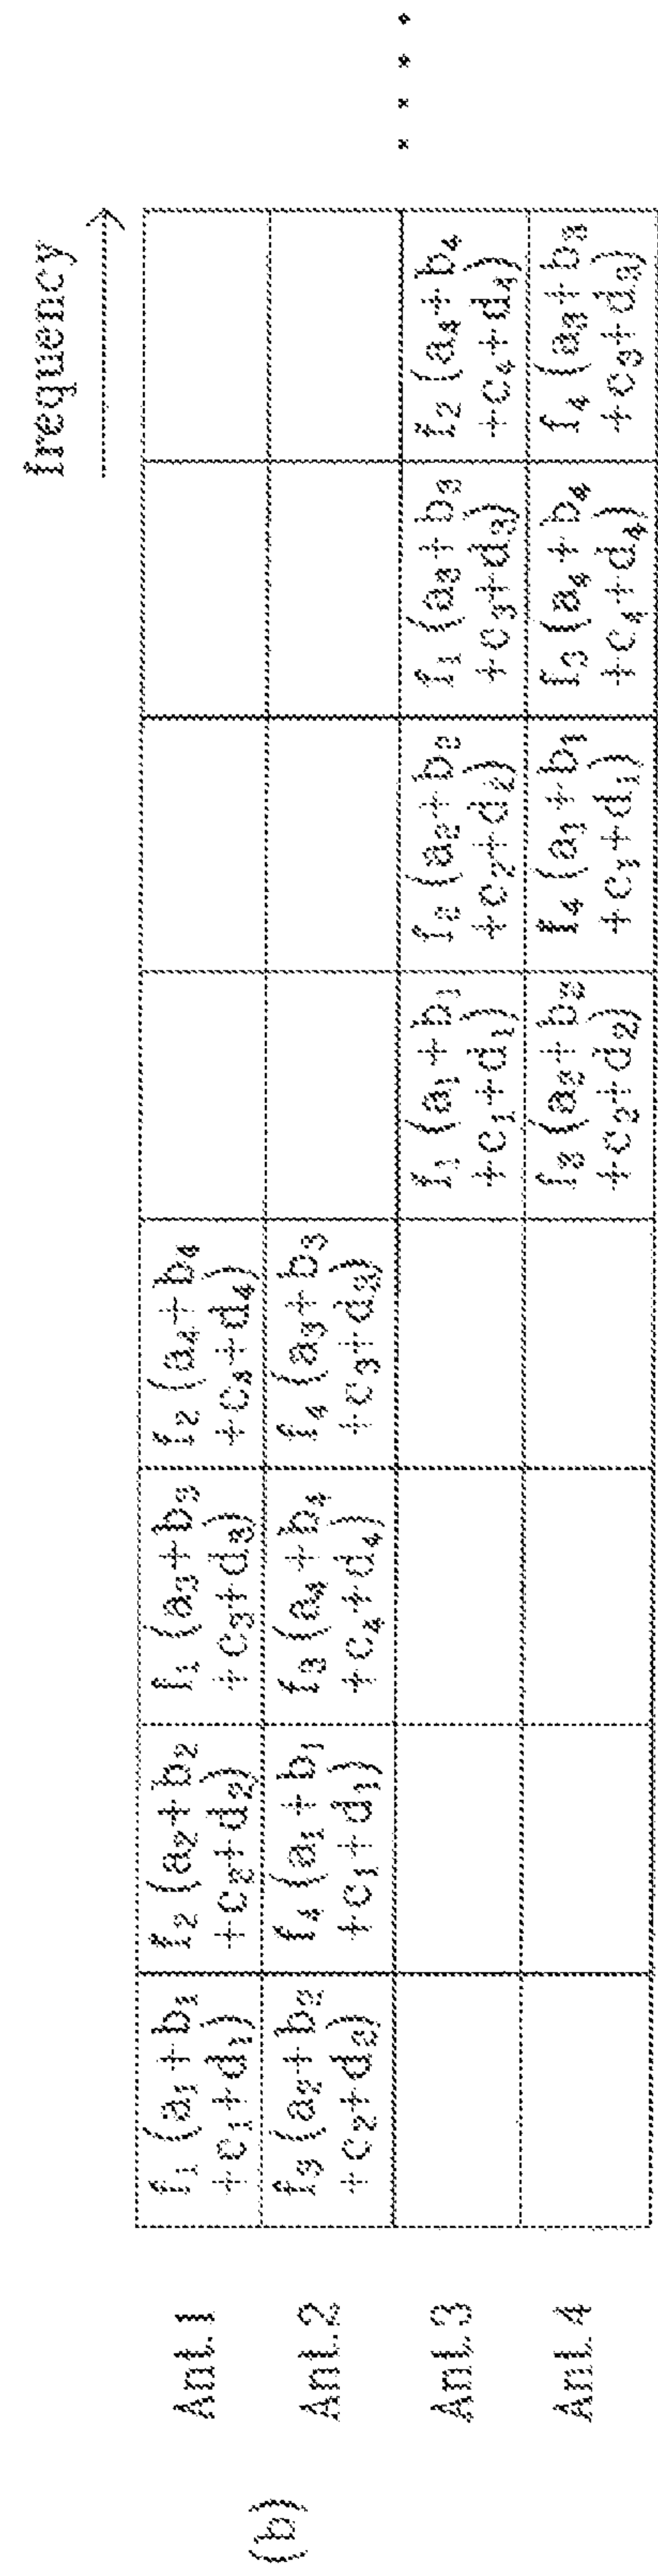 frequency
Ant.1
f₁ (a₁+b₁
+c₁+d₁)
f₂ (a₂+b₂
+c₂+d₂)
f₁ (a₃+b₃
+c₃+d₃)
f₂ (a₄+b₄
+c₄+d₄)
Ant.2
f₃ (a₂+b₂
+c₂+d₂)
f₄ (a₁+b₁
+c₁+d₁)
f₃ (a₄+b₄
+c₄+d₄)
f₄ (a₃+b₃
+c₃+d₃)
Ant.3
f₁ (a₁+b₁
+c₁+d₁)
f₂ (a₂+b₂
+c₂+d₂)
f₁ (a₃+b₃
+c₃+d₃)
f₂ (a₄+b₄
+c₄+d₄)
Ant.4
f₃ (a₂+b₂
+c₂+d₂)
f₄ (a₁+b₁
+c₁+d₁)
f₃ (a₄+b₄
+c₄+d₄)
f₄ (a₃+b₃
+c₃+d₃)
(b)